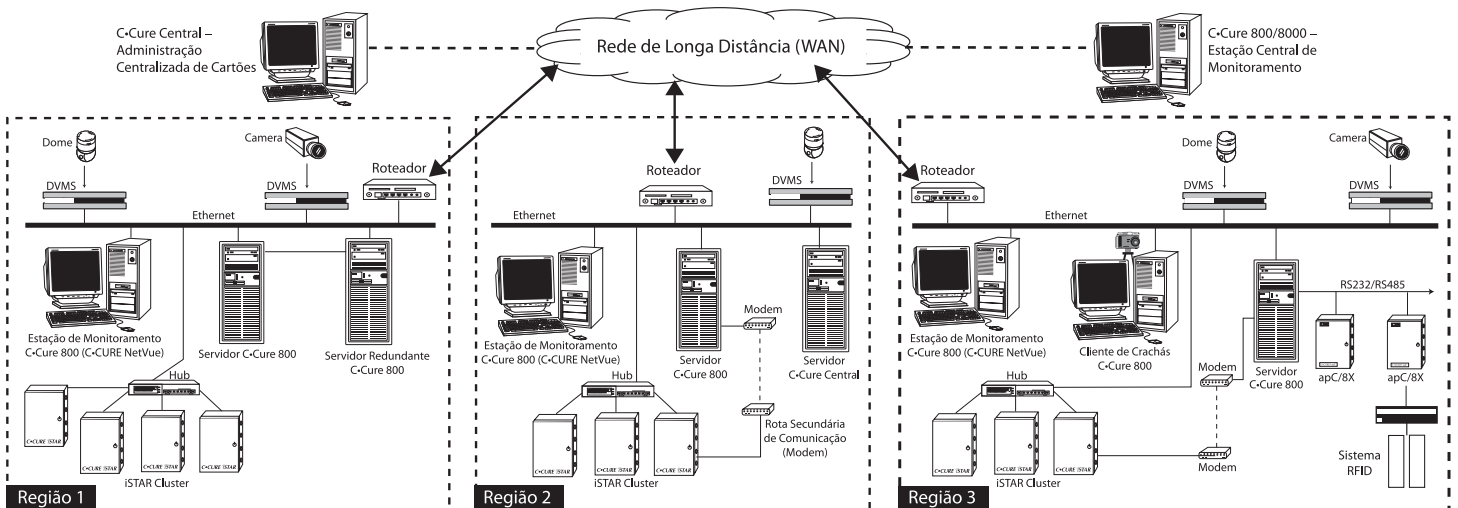 C•Cure Central –
Administração
Centralizada de Cartões
Rede de Longa Distância (WAN)
C•Cure 800/8000 –
Estação Central de
Monitoramento
Dome
Camera
Roteador
DVMS
DVMS
Ethernet
Estação de Monitoramento
C•Cure 800 (C•CURE NetVue)
Servidor C•Cure 800
Servidor Redundante
C•Cure 800
Hub
C•CURE iSTAR
C•CURE iSTAR
C•CURE iSTAR
C•CURE iSTAR
iSTAR Cluster
Região 1
Roteador
DVMS
Ethernet
Estação de Monitoramento
C•Cure 800 (C•CURE NetVue)
Servidor
C•Cure 800
Modem
Servidor
C•Cure Central
Hub
Rota Secundária
de Comunicação
(Modem)
C•CURE iSTAR
C•CURE iSTAR
C•CURE iSTAR
iSTAR Cluster
Região 2
Dome
Camera
Roteador
DVMS
DVMS
Ethernet
RS232/RS485
Estação de Monitoramento
C•Cure 800 (C•CURE NetVue)
Cliente de Crachás
C•Cure 800
Modem
Servidor
C•Cure 800
apC/8X
apC/8X
Hub
C•CURE iSTAR
C•CURE iSTAR
C•CURE iSTAR
iSTAR Cluster
Modem
Sistema
RFID
Região 3